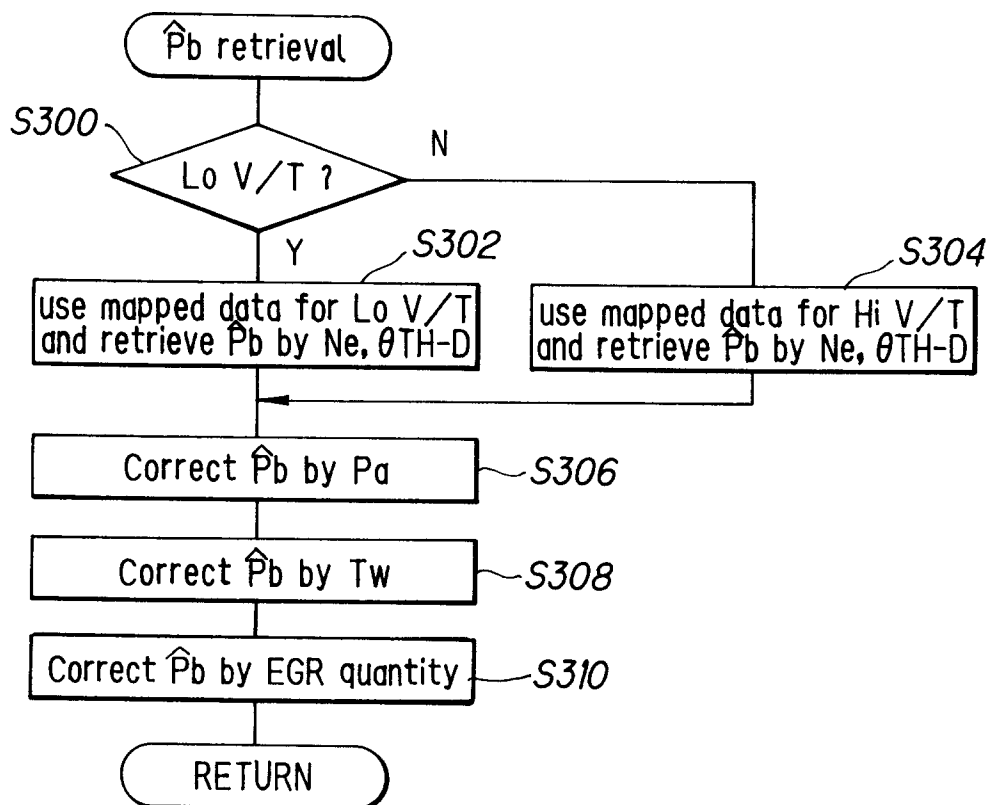 P̂b retrieval
S300
N
Lo V/T ?
Y
S302
S304
use mapped data for Lo V/T
and retrieve P̂b by Ne, θTH-D
use mapped data for Hi V/T
and retrieve P̂b by Ne, θTH-D
Correct P̂b by Pa
S306
Correct P̂b by Tw
S308
Correct P̂b by EGR quantity
S310
RETURN